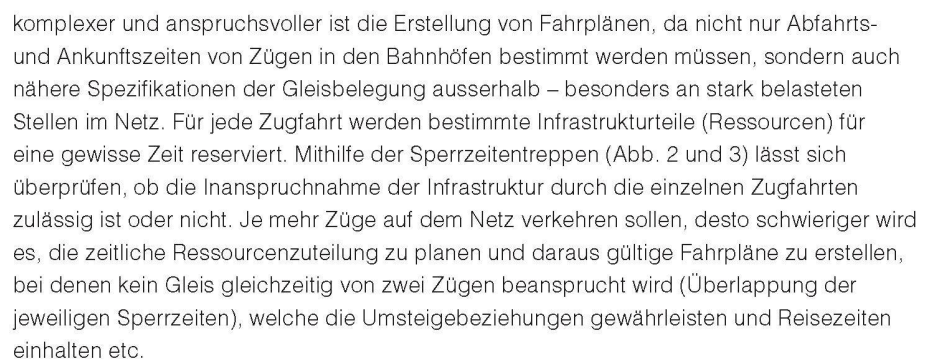 komplexer und anspruchsvoller ist die Erstellung von Fahrplänen, da nicht nur Abfahrts-
und Ankunftszeiten von Zügen in den Bahnhöfen bestimmt werden müssen, sondern auch
nähere Spezifikationen der Gleisbelegung ausserhalb – besonders an stark belasteten
Stellen im Netz. Für jede Zugfahrt werden bestimmte Infrastrukturteile (Ressourcen) für
eine gewisse Zeit reserviert. Mithilfe der Sperrzeitentreppen (Abb. 2 und 3) lässt sich
überprüfen, ob die Inanspruchnahme der Infrastruktur durch die einzelnen Zugfahrten
zulässig ist oder nicht. Je mehr Züge auf dem Netz verkehren sollen, desto schwieriger wird
es, die zeitliche Ressourcenzuteilung zu planen und daraus gültige Fahrpläne zu erstellen,
bei denen kein Gleis gleichzeitig von zwei Zügen beansprucht wird (Überlappung der
jeweiligen Sperrzeiten), welche die Umsteigebeziehungen gewährleisten und Reisezeiten
einhalten etc.